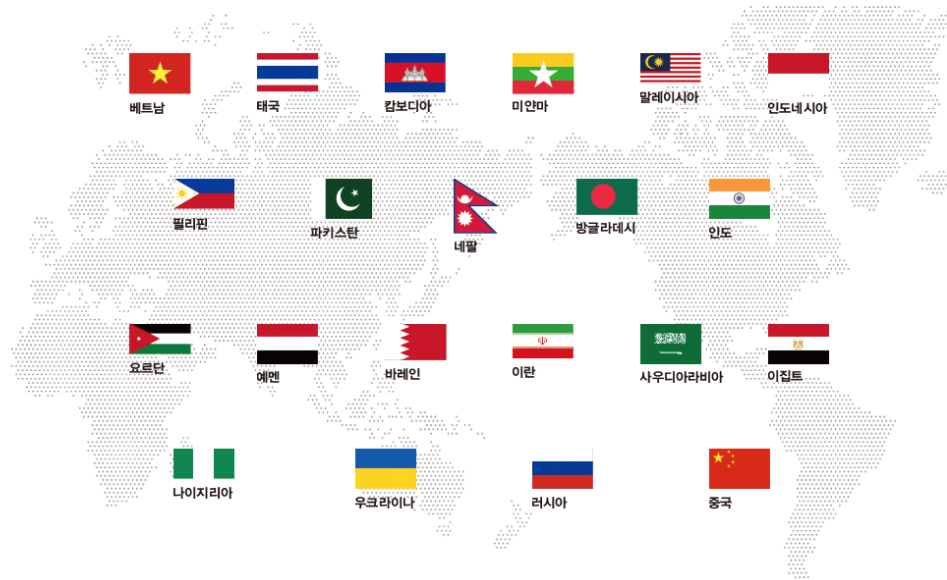 베트남
태국
캄보디아
미얀마
말레이시아
인도네시아
필리핀
파키스탄
네팔
방글라데시
인도
요르단
예멘
바레인
이란
사우디아라비아
이집트
나이지리아
우크라이나
러시아
중국